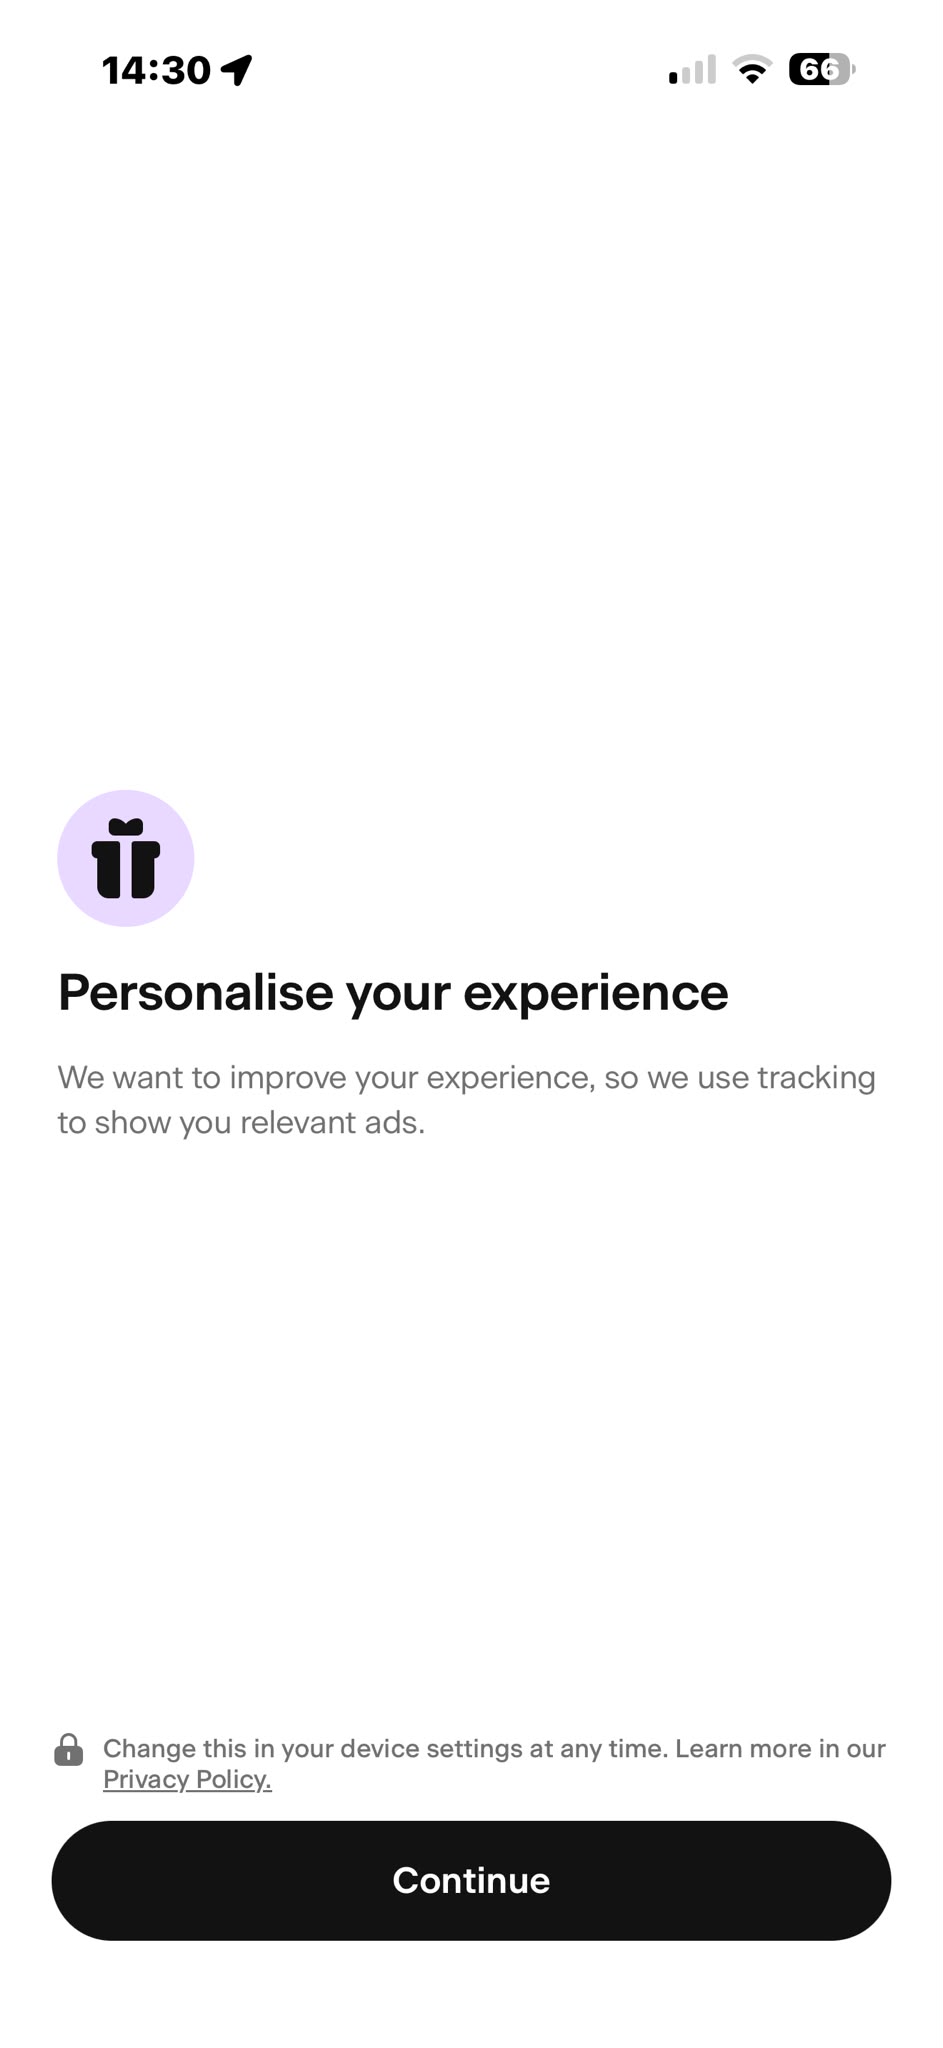 14:30
66
Personalise your experience
We want to improve your experience, so we use tracking
to show you relevant ads.
Change this in your device settings at any time. Learn more in our
Privacy Policy.
Continue